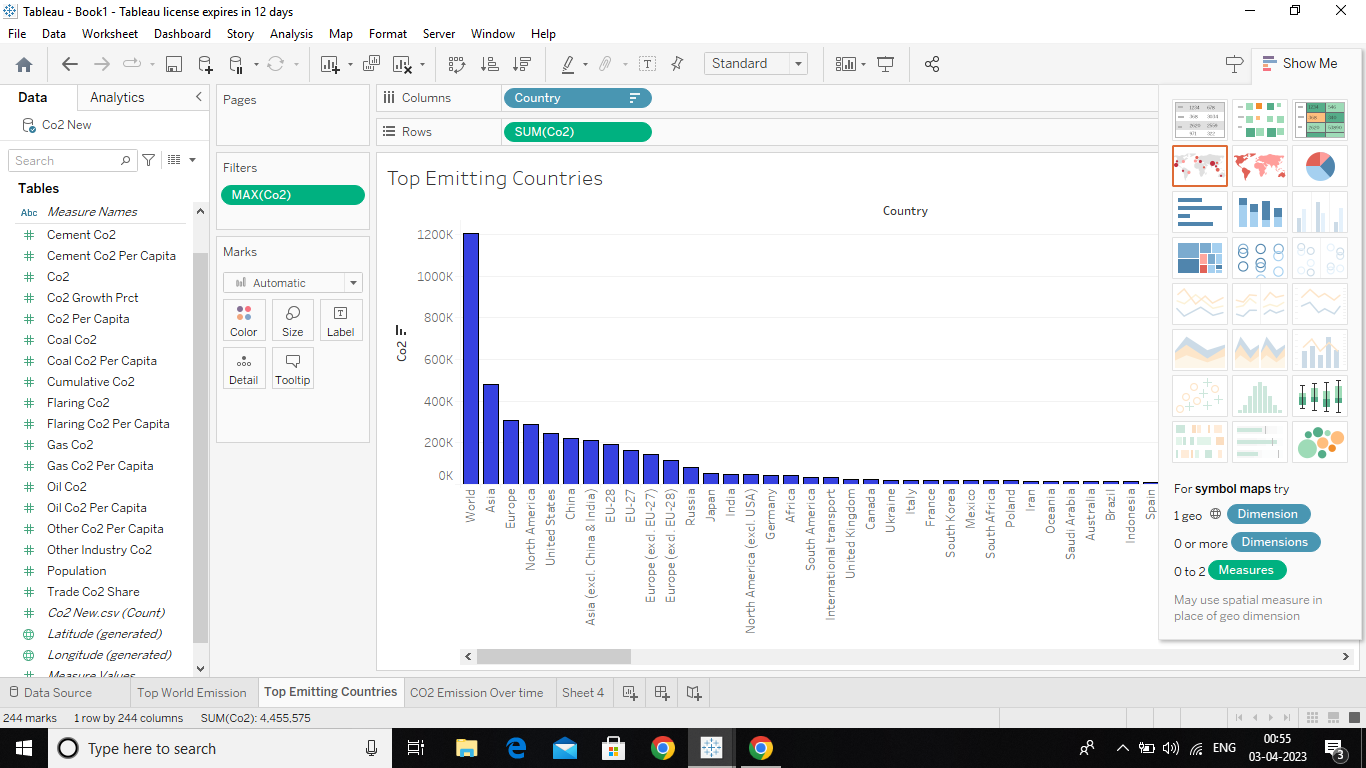 Tableau - Book1 - Tableau license expires in 12 days
File Data Worksheet Dashboard Story Analysis Map Format Server Window Help
Standard
Show Me
Data Analytics
Co2 New
Search
Tables
Abc Measure Names
Cement Co2
Cement Co2 Per Capita
Co2
Co2 Growth Prct
Co2 Per Capita
Coal Co2
Coal Co2 Per Capita
Cumulative Co2
Flaring Co2
Flaring Co2 Per Capita
Gas Co2
Gas Co2 Per Capita
Oil Co2
Oil Co2 Per Capita
Other Co2 Per Capita
Other Industry Co2
Population
Trade Co2 Share
Co2 New.csv (Count)
Latitude (generated)
Longitude (generated)
Measure Values
Pages
Filters
MAX(Co2)
Marks
Automatic
Color Size Label
Detail Tooltip
Columns Country
Rows SUM(Co2)
Top Emitting Countries
Country
Co2
1200K
1000K
800K
600K
400K
200K
0K
World
Asia
Europe
North America
United States
China
Asia (excl. China & India)
EU-28
EU-27
Europe (excl. EU-27)
Europe (excl. EU-28)
Russia
Japan
India
North America (excl. USA)
Germany
Africa
South America
International transport
United Kingdom
Canada
Ukraine
Italy
France
South Korea
Mexico
South Africa
Poland
Iran
Oceania
Saudi Arabia
Australia
Brazil
Indonesia
Spain
For symbol maps try
1 geo Dimension
0 or more Dimensions
0 to 2 Measures
May use spatial measure in
place of geo dimension
Data Source Top World Emission Top Emitting Countries CO2 Emission Over time Sheet 4
244 marks 1 row by 244 columns SUM(Co2): 4,455,575
Type here to search
ENG
00:55
03-04-2023
3